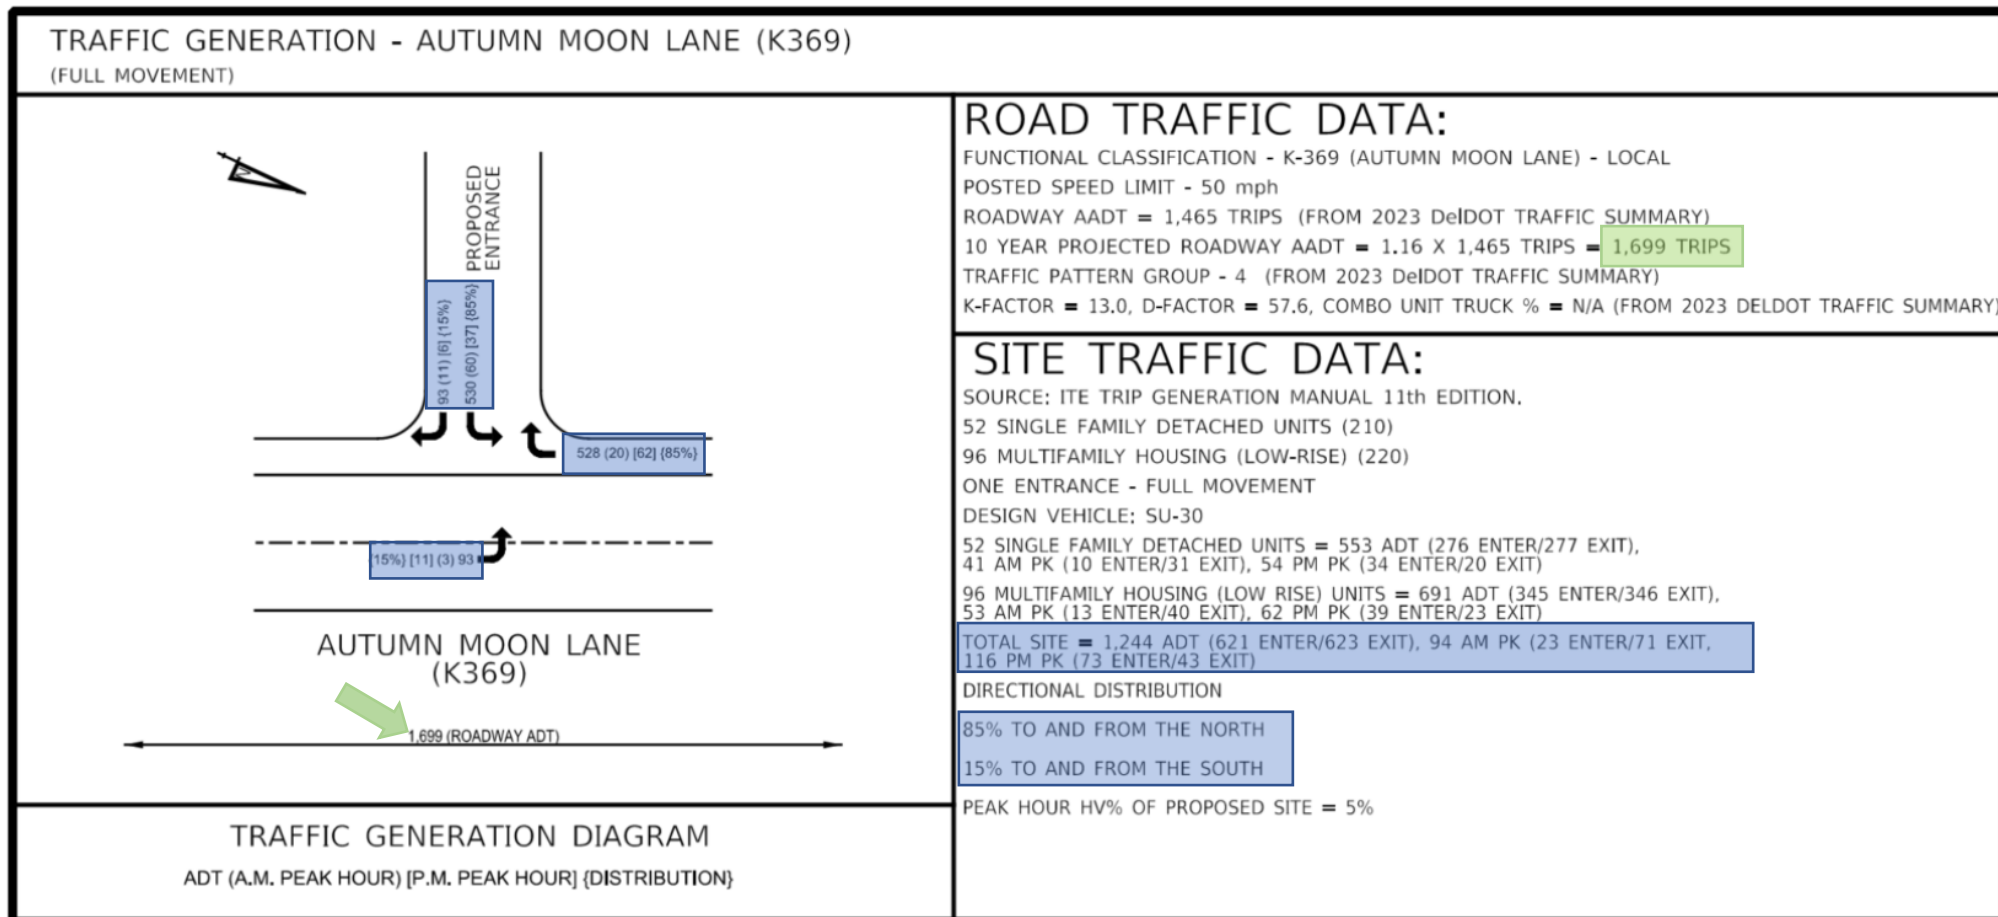 TRAFFIC GENERATION - AUTUMN MOON LANE (K369)
(FULL MOVEMENT)
N
PROPOSED
ENTRANCE
93 (11) [6] {15%}
530 (60) [37] {85%}
528 (20) [62] {85%}
{15%} [11] (3) 93
AUTUMN MOON LANE
(K369)
1,699 (ROADWAY ADT)
TRAFFIC GENERATION DIAGRAM
ADT (A.M. PEAK HOUR) [P.M. PEAK HOUR] {DISTRIBUTION}
ROAD TRAFFIC DATA:
FUNCTIONAL CLASSIFICATION - K-369 (AUTUMN MOON LANE) - LOCAL
POSTED SPEED LIMIT - 50 mph
ROADWAY AADT = 1,465 TRIPS (FROM 2023 DelDOT TRAFFIC SUMMARY)
10 YEAR PROJECTED ROADWAY AADT = 1.16 X 1,465 TRIPS = 1,699 TRIPS
TRAFFIC PATTERN GROUP - 4 (FROM 2023 DelDOT TRAFFIC SUMMARY)
K-FACTOR = 13.0, D-FACTOR = 57.6, COMBO UNIT TRUCK % = N/A (FROM 2023 DELDOT TRAFFIC SUMMARY)
SITE TRAFFIC DATA:
SOURCE: ITE TRIP GENERATION MANUAL 11th EDITION.
52 SINGLE FAMILY DETACHED UNITS (210)
96 MULTIFAMILY HOUSING (LOW-RISE) (220)
ONE ENTRANCE - FULL MOVEMENT
DESIGN VEHICLE: SU-30
52 SINGLE FAMILY DETACHED UNITS = 553 ADT (276 ENTER/277 EXIT),
41 AM PK (10 ENTER/31 EXIT), 54 PM PK (34 ENTER/20 EXIT)
96 MULTIFAMILY HOUSING (LOW RISE) UNITS = 691 ADT (345 ENTER/346 EXIT),
53 AM PK (13 ENTER/40 EXIT), 62 PM PK (39 ENTER/23 EXIT)
TOTAL SITE = 1,244 ADT (621 ENTER/623 EXIT), 94 AM PK (23 ENTER/71 EXIT,
116 PM PK (73 ENTER/43 EXIT)
DIRECTIONAL DISTRIBUTION
85% TO AND FROM THE NORTH
15% TO AND FROM THE SOUTH
PEAK HOUR HV% OF PROPOSED SITE = 5%